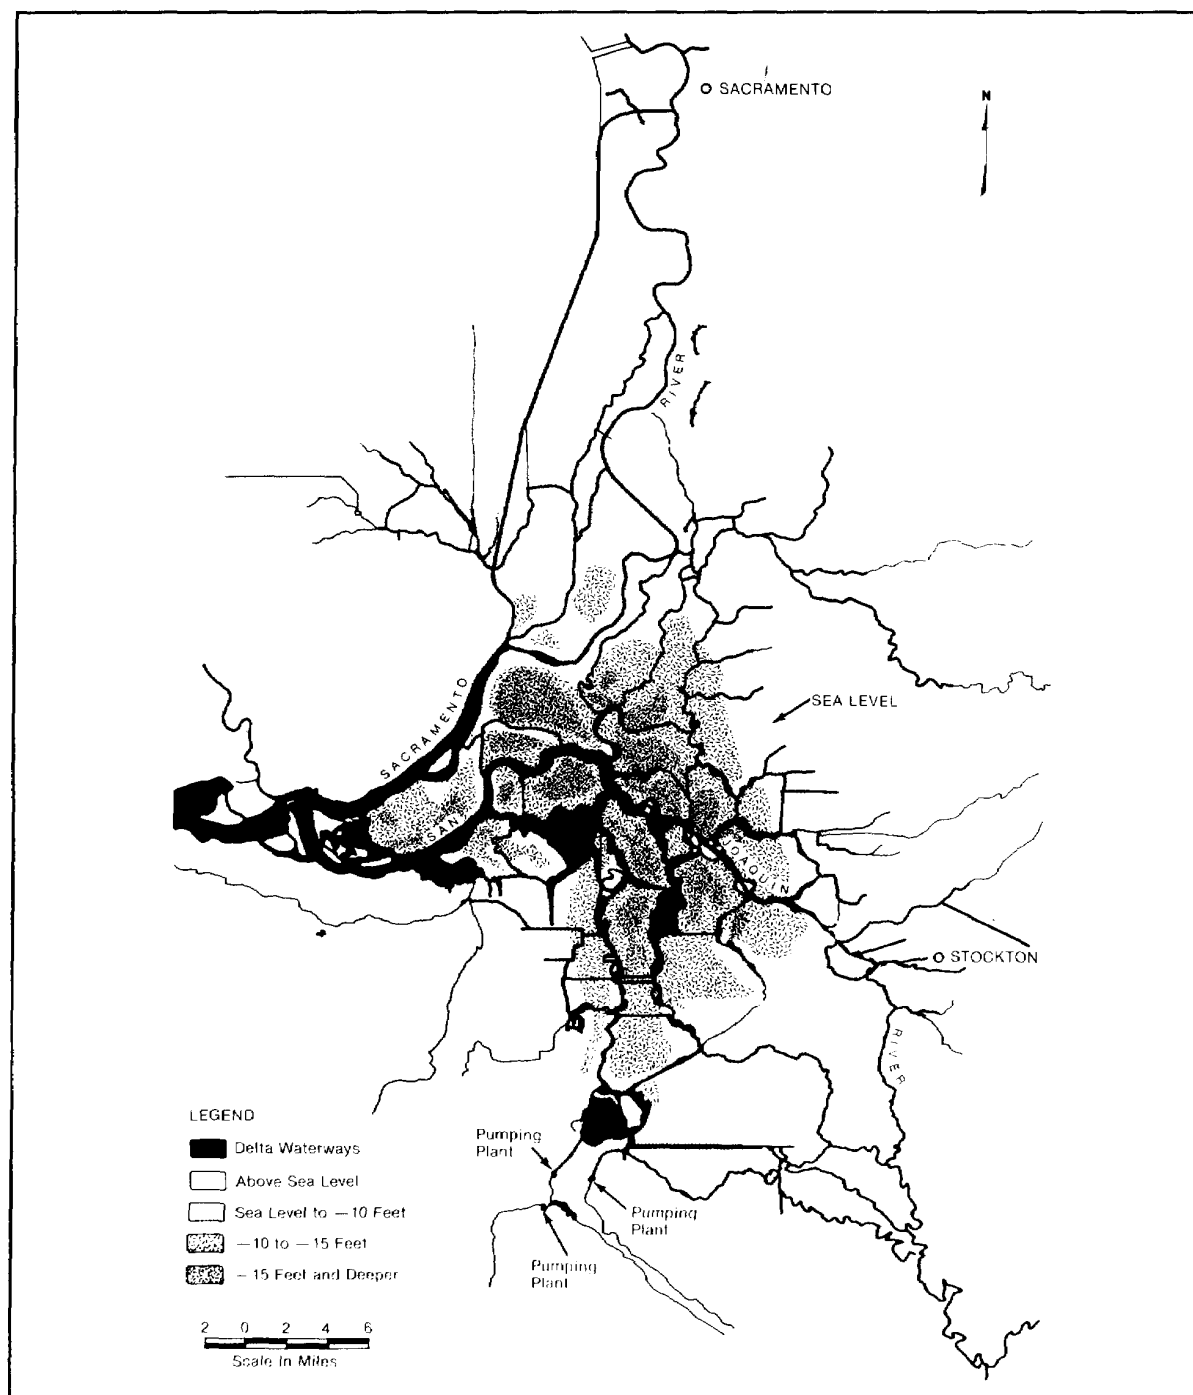 SACRAMENTO
N
RIVER
SEA LEVEL
SACRAMENTO
SAN
JOAQUIN
STOCKTON
RIVER
LEGEND
Delta Waterways
Above Sea Level
Sea Level to —10 Feet
—10 to —15 Feet
—15 Feet and Deeper
Pumping
Plant
Pumping
Plant
Pumping
Plant
2 0 2 4 6
Scale In Miles